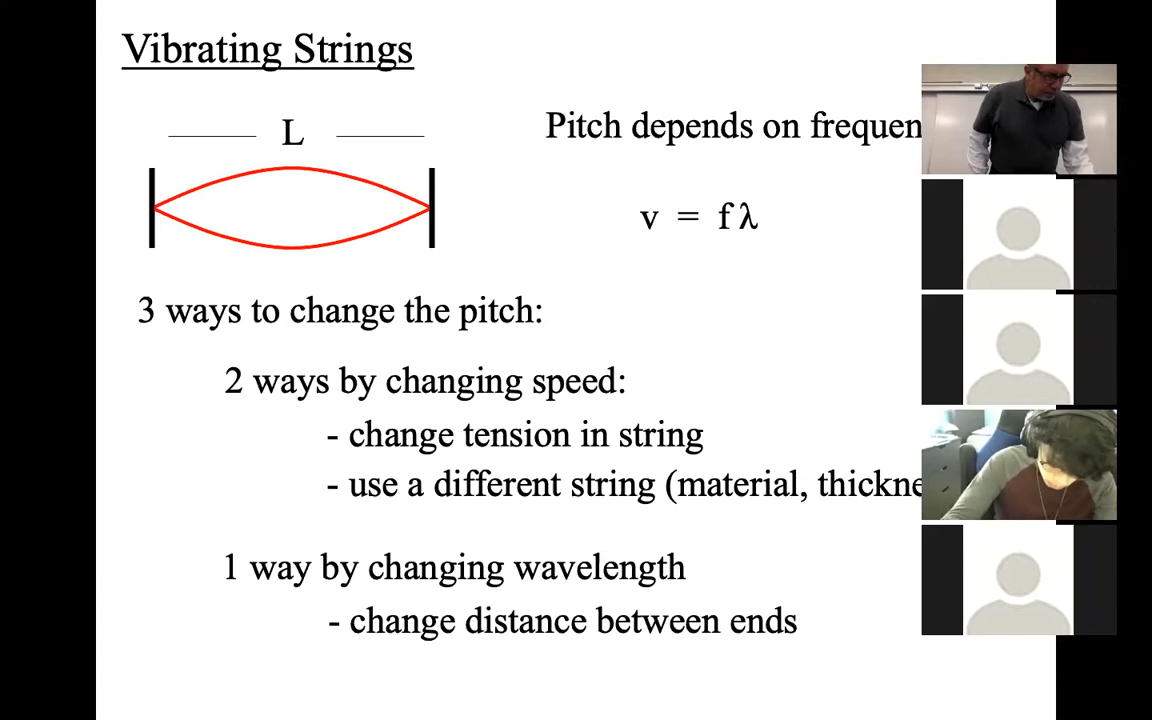 Vibrating Strings
L
Pitch depends on frequen
v = f λ
3 ways to change the pitch:
2 ways by changing speed:
- change tension in string
- use a different string (material, thickne
1 way by changing wavelength
- change distance between ends